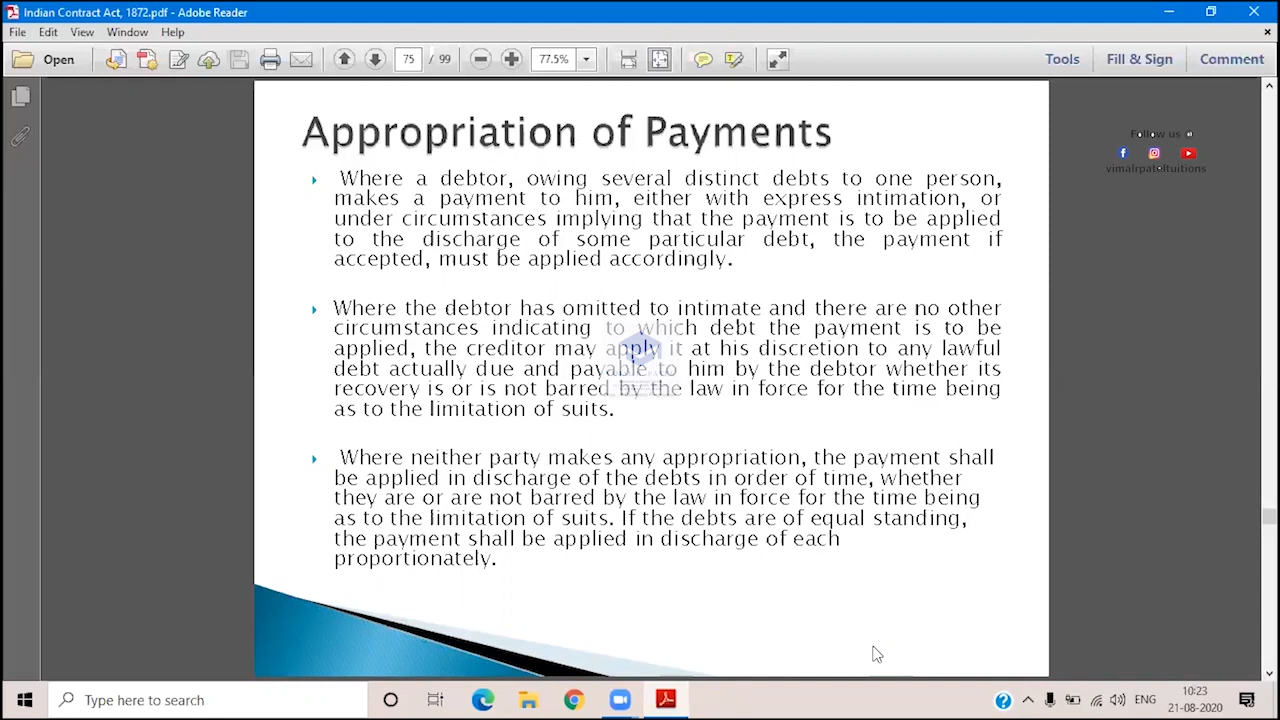 Indian Contract Act, 1872.pdf - Adobe Reader
File Edit View Window Help
Open 75 / 99 77.5% Tools Fill & Sign Comment
Appropriation of Payments
Follow us on
vimalrpateltuitions
Where a debtor, owing several distinct debts to one person,
makes a payment to him, either with express intimation, or
under circumstances implying that the payment is to be applied
to the discharge of some particular debt, the payment if
accepted, must be applied accordingly.
Where the debtor has omitted to intimate and there are no other
circumstances indicating to which debt the payment is to be
applied, the creditor may apply it at his discretion to any lawful
debt actually due and payable to him by the debtor whether its
recovery is or is not barred by the law in force for the time being
as to the limitation of suits.
Where neither party makes any appropriation, the payment shall
be applied in discharge of the debts in order of time, whether
they are or are not barred by the law in force for the time being
as to the limitation of suits. If the debts are of equal standing,
the payment shall be applied in discharge of each
proportionately.
Type here to search
ENG
10:23
21-08-2020